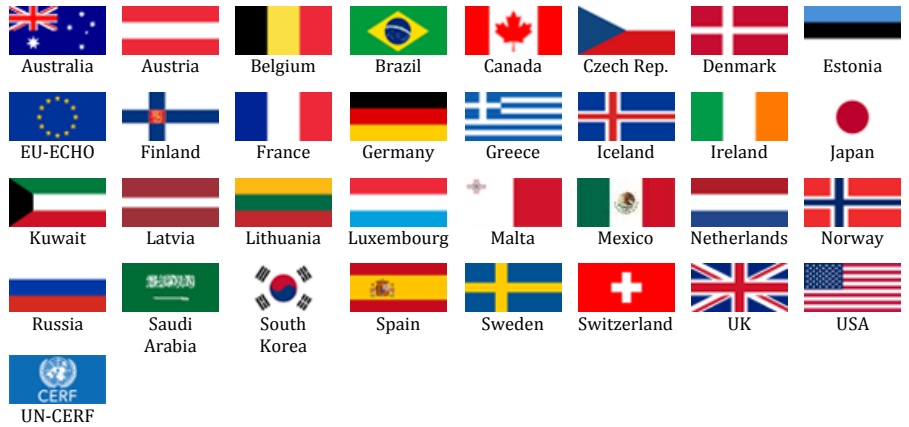 Australia
Austria
Belgium
Brazil
Canada
Czech Rep.
Denmark
Estonia
EU-ECHO
Finland
France
Germany
Greece
Iceland
Ireland
Japan
Kuwait
Latvia
Lithuania
Luxembourg
Malta
Mexico
Netherlands
Norway
Russia
Saudi
Arabia
South
Korea
Spain
Sweden
Switzerland
UK
USA
CERF
UN-CERF